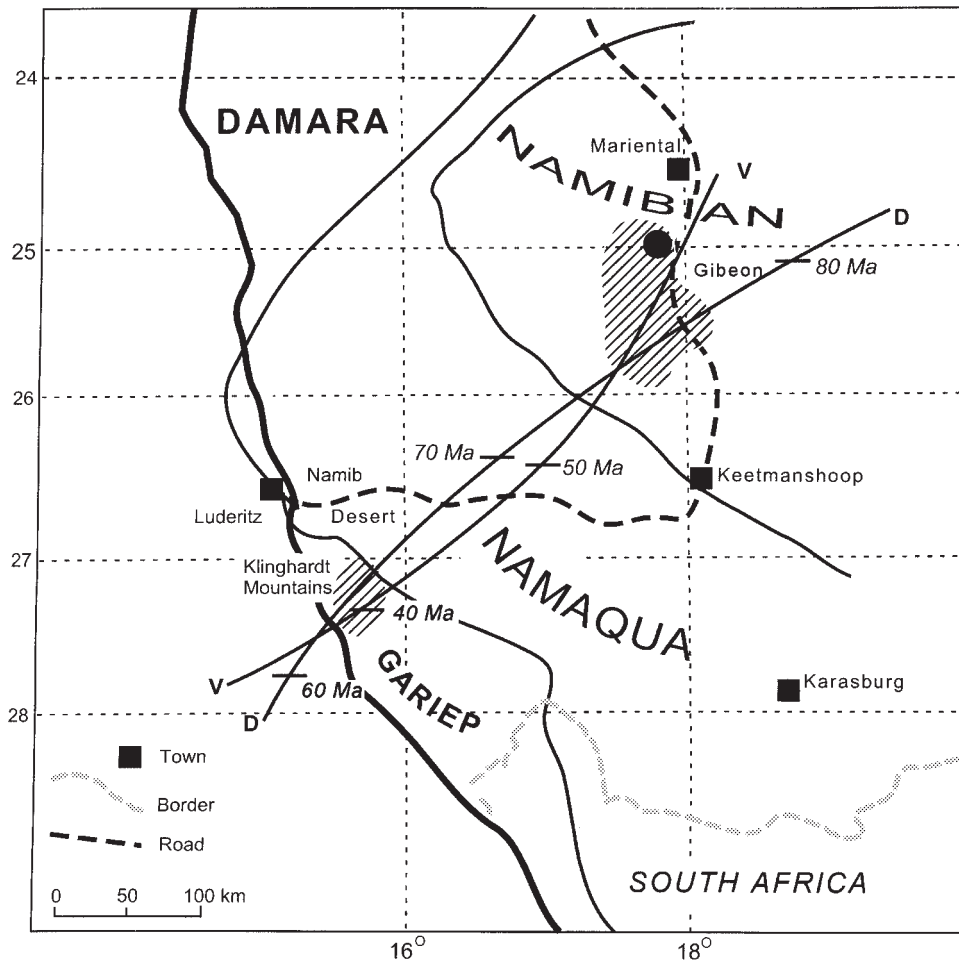 24
DAMARA
NAMIBIAN
Mariental
V
D
25
Gibeon
80 Ma
26
70 Ma
50 Ma
Keetmanshoop
Namib
Desert
Luderitz
27
Klinghardt
Mountains
NAMAQUA
40 Ma
GARIEP
Karasburg
V
60 Ma
D
28
Town
Border
Road
0 50 100 km
SOUTH AFRICA
16°
18°